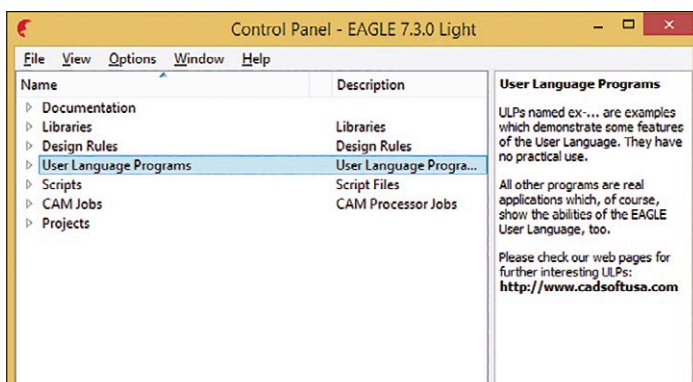 Control Panel - EAGLE 7.3.0 Light
File View Options Window Help
Name Description
Documentation
Libraries Libraries
Design Rules Design Rules
User Language Programs User Language Progra...
Scripts Script Files
CAM Jobs CAM Processor Jobs
Projects
User Language Programs
ULPs named ex-... are examples
which demonstrate some features
of the User Language. They have
no practical use.
All other programs are real
applications which, of course,
show the abilities of the EAGLE
User Language, too.
Please check our web pages for
further interesting ULPs:
http://www.cadsoftusa.com